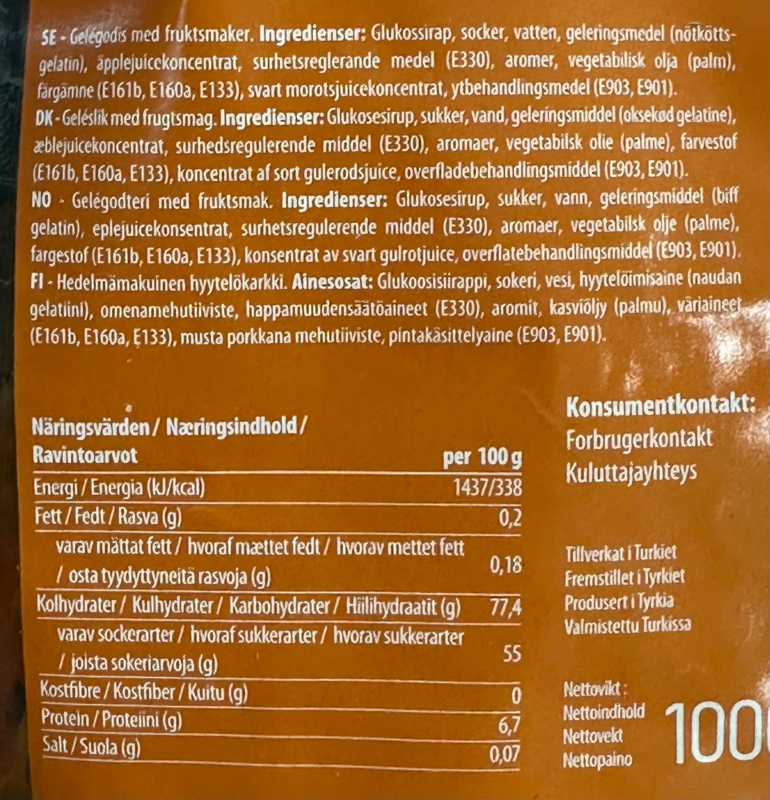 SE - Gelégodis med fruktsmaker. Ingredienser: Glukossirap, socker, vatten, geleringsmedel (nötkötts-
gelatin), äpplejuicekoncentrat, surhetsreglerande medel (E330), aromer, vegetabilisk olja (palm),
färgämne (E161b, E160a, E133), svart morotsjuicekoncentrat, ytbehandlingsmedel (E903, E901).
DK - Geléslik med frugtsmag. Ingredienser: Glukosesirup, sukker, vand, geleringsmiddel (oksekød gelatine),
æblejuicekoncentrat, surhedsregulerende middel (E330), aromaer, vegetabilsk olie (palme), farvestof
(E161b, E160a, E133), koncentrat af sort gulerodsjuice, overfladebehandlingsmiddel (E903, E901).
NO - Gelégodteri med fruktsmak. Ingredienser: Glukosesirup, sukker, vann, geleringsmiddel (biff
gelatin), eplejuicekonsentrat, surhetsregulerende middel (E330), aromaer, vegetabilsk olje (palme),
fargestof (E161b, E160a, E133), konsentrat av svart gulrotjuice, overflatebehandlingsmiddel (E903, E901).
FI - Hedelmämakuinen hyytelökarkki. Ainesosat: Glukoosisiirappi, sokeri, vesi, hyytelöimisaine (naudan
gelatiini), omenamehutiiviste, happamuudensäätöaineet (E330), aromit, kasviöljy (palmu), väriaineet
(E161b, E160a, E133), musta porkkana mehutiiviste, pintakäsittelyaine (E903, E901).
Näringsvärden / Næringsindhold /
Ravintoarvot per 100 g
Energi / Energia (kJ/kcal) 1437/338
Fett / Fedt / Rasva (g) 0,2
varav mättat fett / hvoraf mættet fedt / hvorav mettet fett
/ osta tyydyttyneitä rasvoja (g) 0,18
Kolhydrater / Kulhydrater / Karbohydrater / Hiilihydraatit (g) 77,4
varav sockerarter / hvoraf sukkerarter / hvorav sukkerarter
/ joista sokeriarvoja (g) 55
Kostfibre / Kostfiber / Kuitu (g) 0
Protein / Proteiini (g) 6,7
Salt / Suola (g) 0,07
Konsumentkontakt:
Forbrugerkontakt
Kuluttajayhteys
Tillverkat i Turkiet
Fremstillet i Tyrkiet
Produsert i Tyrkia
Valmistettu Turkissa
Nettovikt :
Nettoindhold
Nettovekt
Nettopaino
100